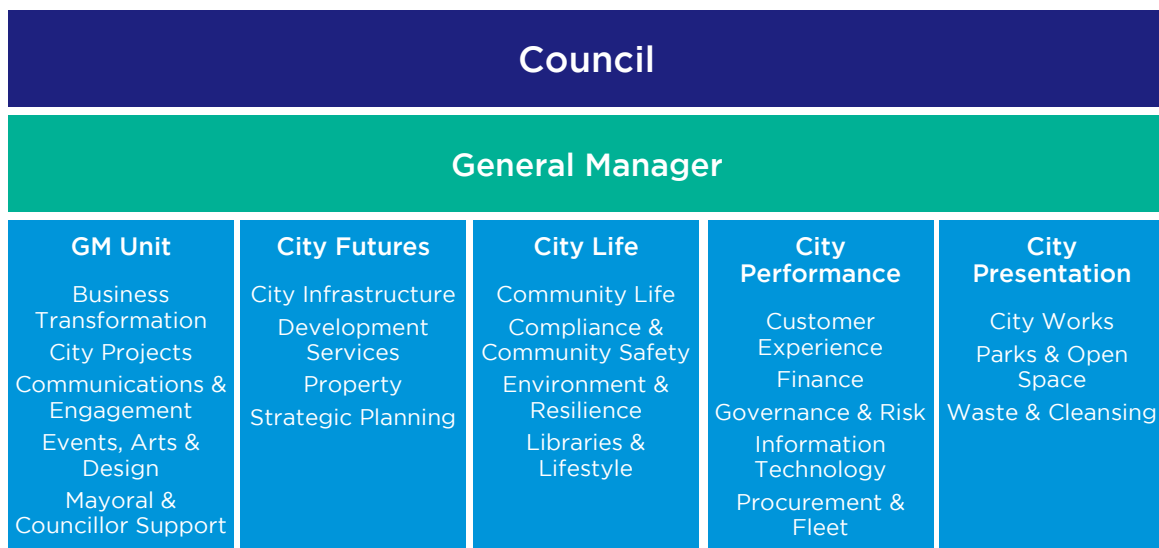 Council
General Manager
GM Unit
Business
Transformation
City Projects
Communications &
Engagement
Events, Arts &
Design
Mayoral &
Councillor Support
City Futures
City Infrastructure
Development
Services
Property
Strategic Planning
City Life
Community Life
Compliance &
Community Safety
Environment &
Resilience
Libraries &
Lifestyle
City
Performance
Customer
Experience
Finance
Governance & Risk
Information
Technology
Procurement &
Fleet
City
Presentation
City Works
Parks & Open
Space
Waste & Cleansing